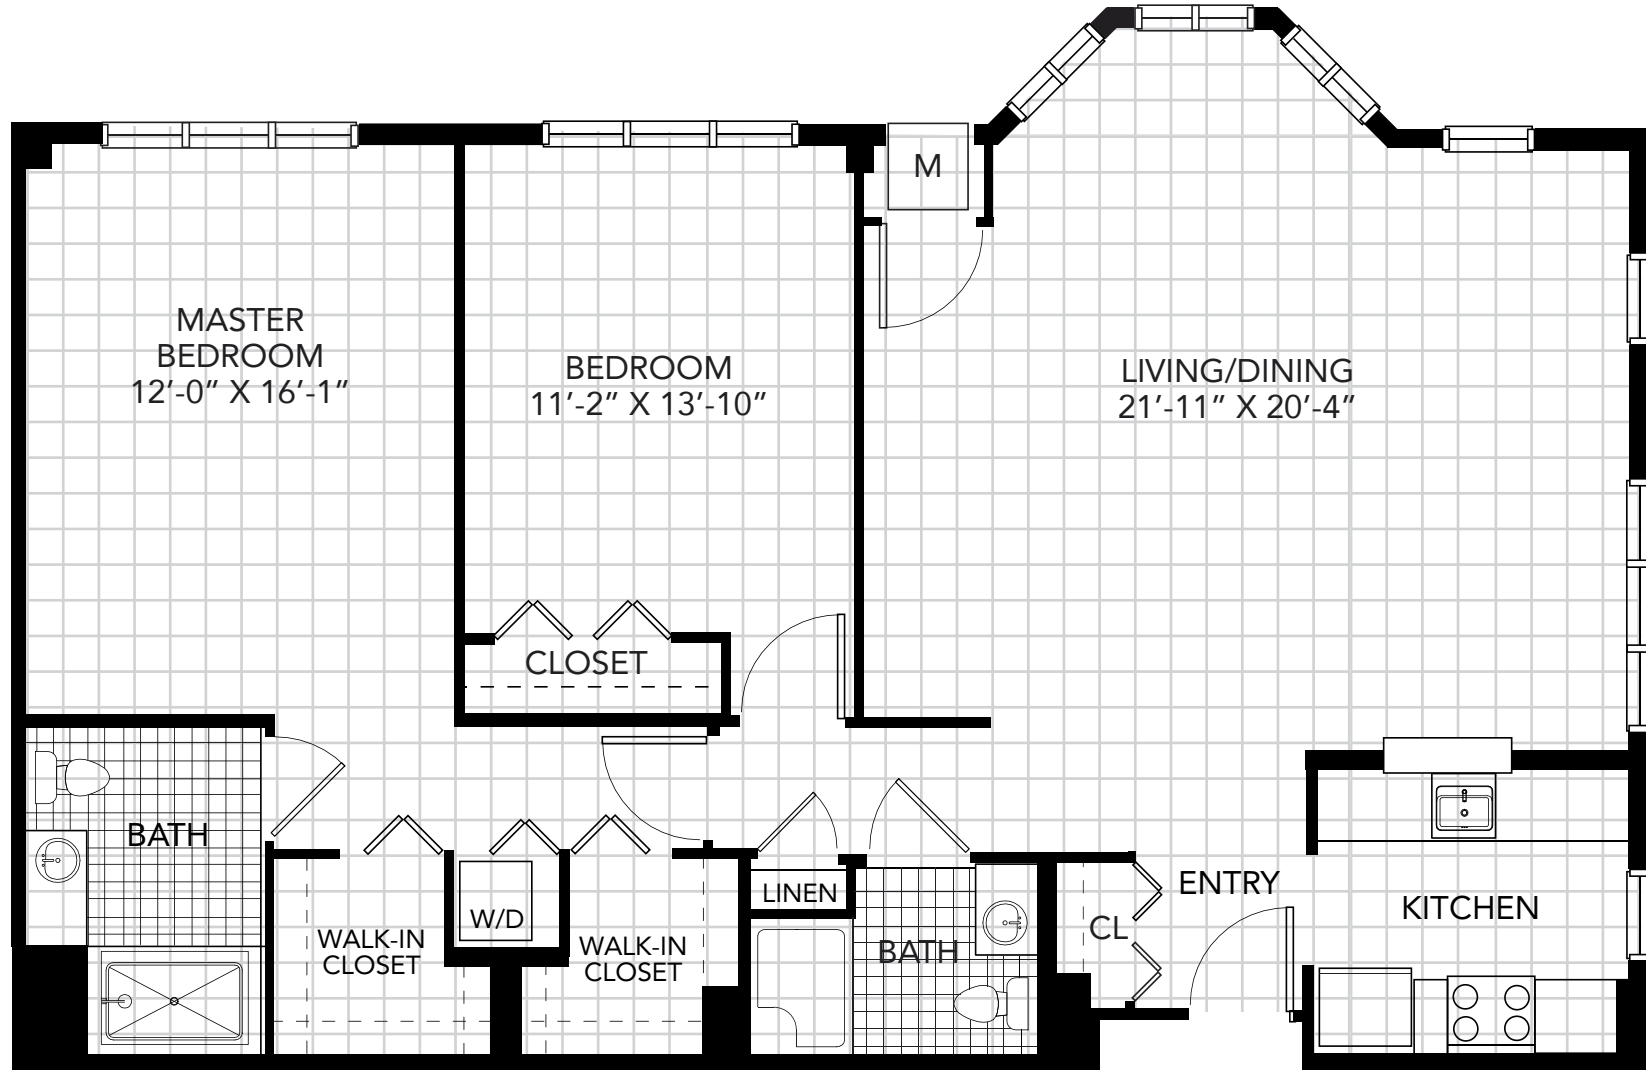 M
MASTER
BEDROOM
12’-0” X 16’-1”
BEDROOM
11’-2” X 13’-10”
LIVING/DINING
21’-11” X 20’-4”
CLOSET
BATH
WALK-IN
CLOSET
W/D
WALK-IN
CLOSET
LINEN
BATH
CL
ENTRY
KITCHEN